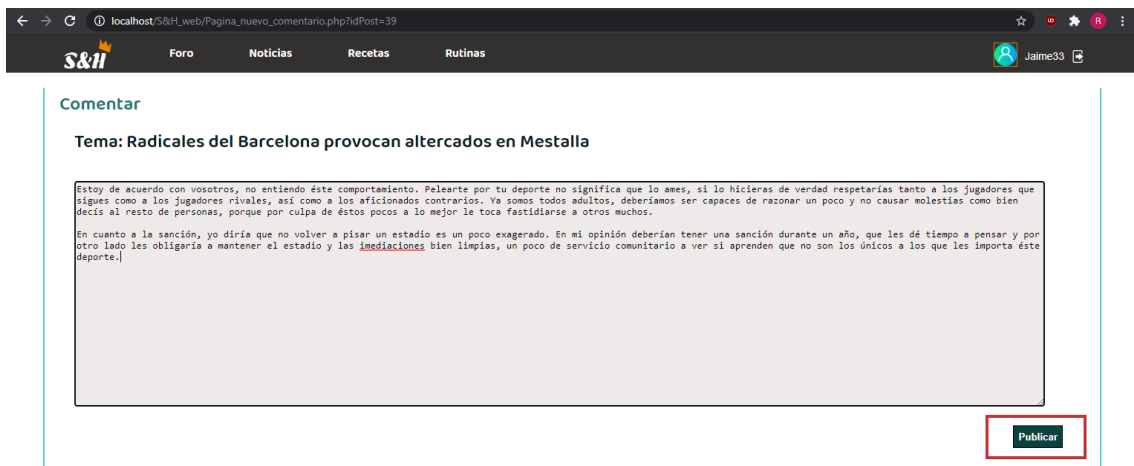 localhost/S&H_web/Pagina_nuevo_comentario.php?idPost=39
S&H Foro Noticias Recetas Rutinas Jaime33
Comentar
Tema: Radicales del Barcelona provocan altercados en Mestalla
Estoy de acuerdo con vosotros, no entiendo éste comportamiento. Pelearte por tu deporte no significa que lo ames, si lo hicieras de verdad respetarías tanto a los jugadores que
sigues como a los jugadores rivales, así como a los aficionados contrarios. Ya somos todos adultos, deberíamos ser capaces de razonar un poco y no causar molestias como bien
decís al resto de personas, porque por culpa de éstos pocos a lo mejor le toca fastidiarse a otros muchos.
En cuanto a la sanción, yo diría que no volver a pisar un estadio es un poco exagerado. En mi opinión deberían tener una sanción durante un año, que les dé tiempo a pensar y por
otro lado les obligaría a mantener el estadio y las imediaciones bien limpias, un poco de servicio comunitario a ver si aprenden que no son los únicos a los que les importa éste
deporte.
Publicar